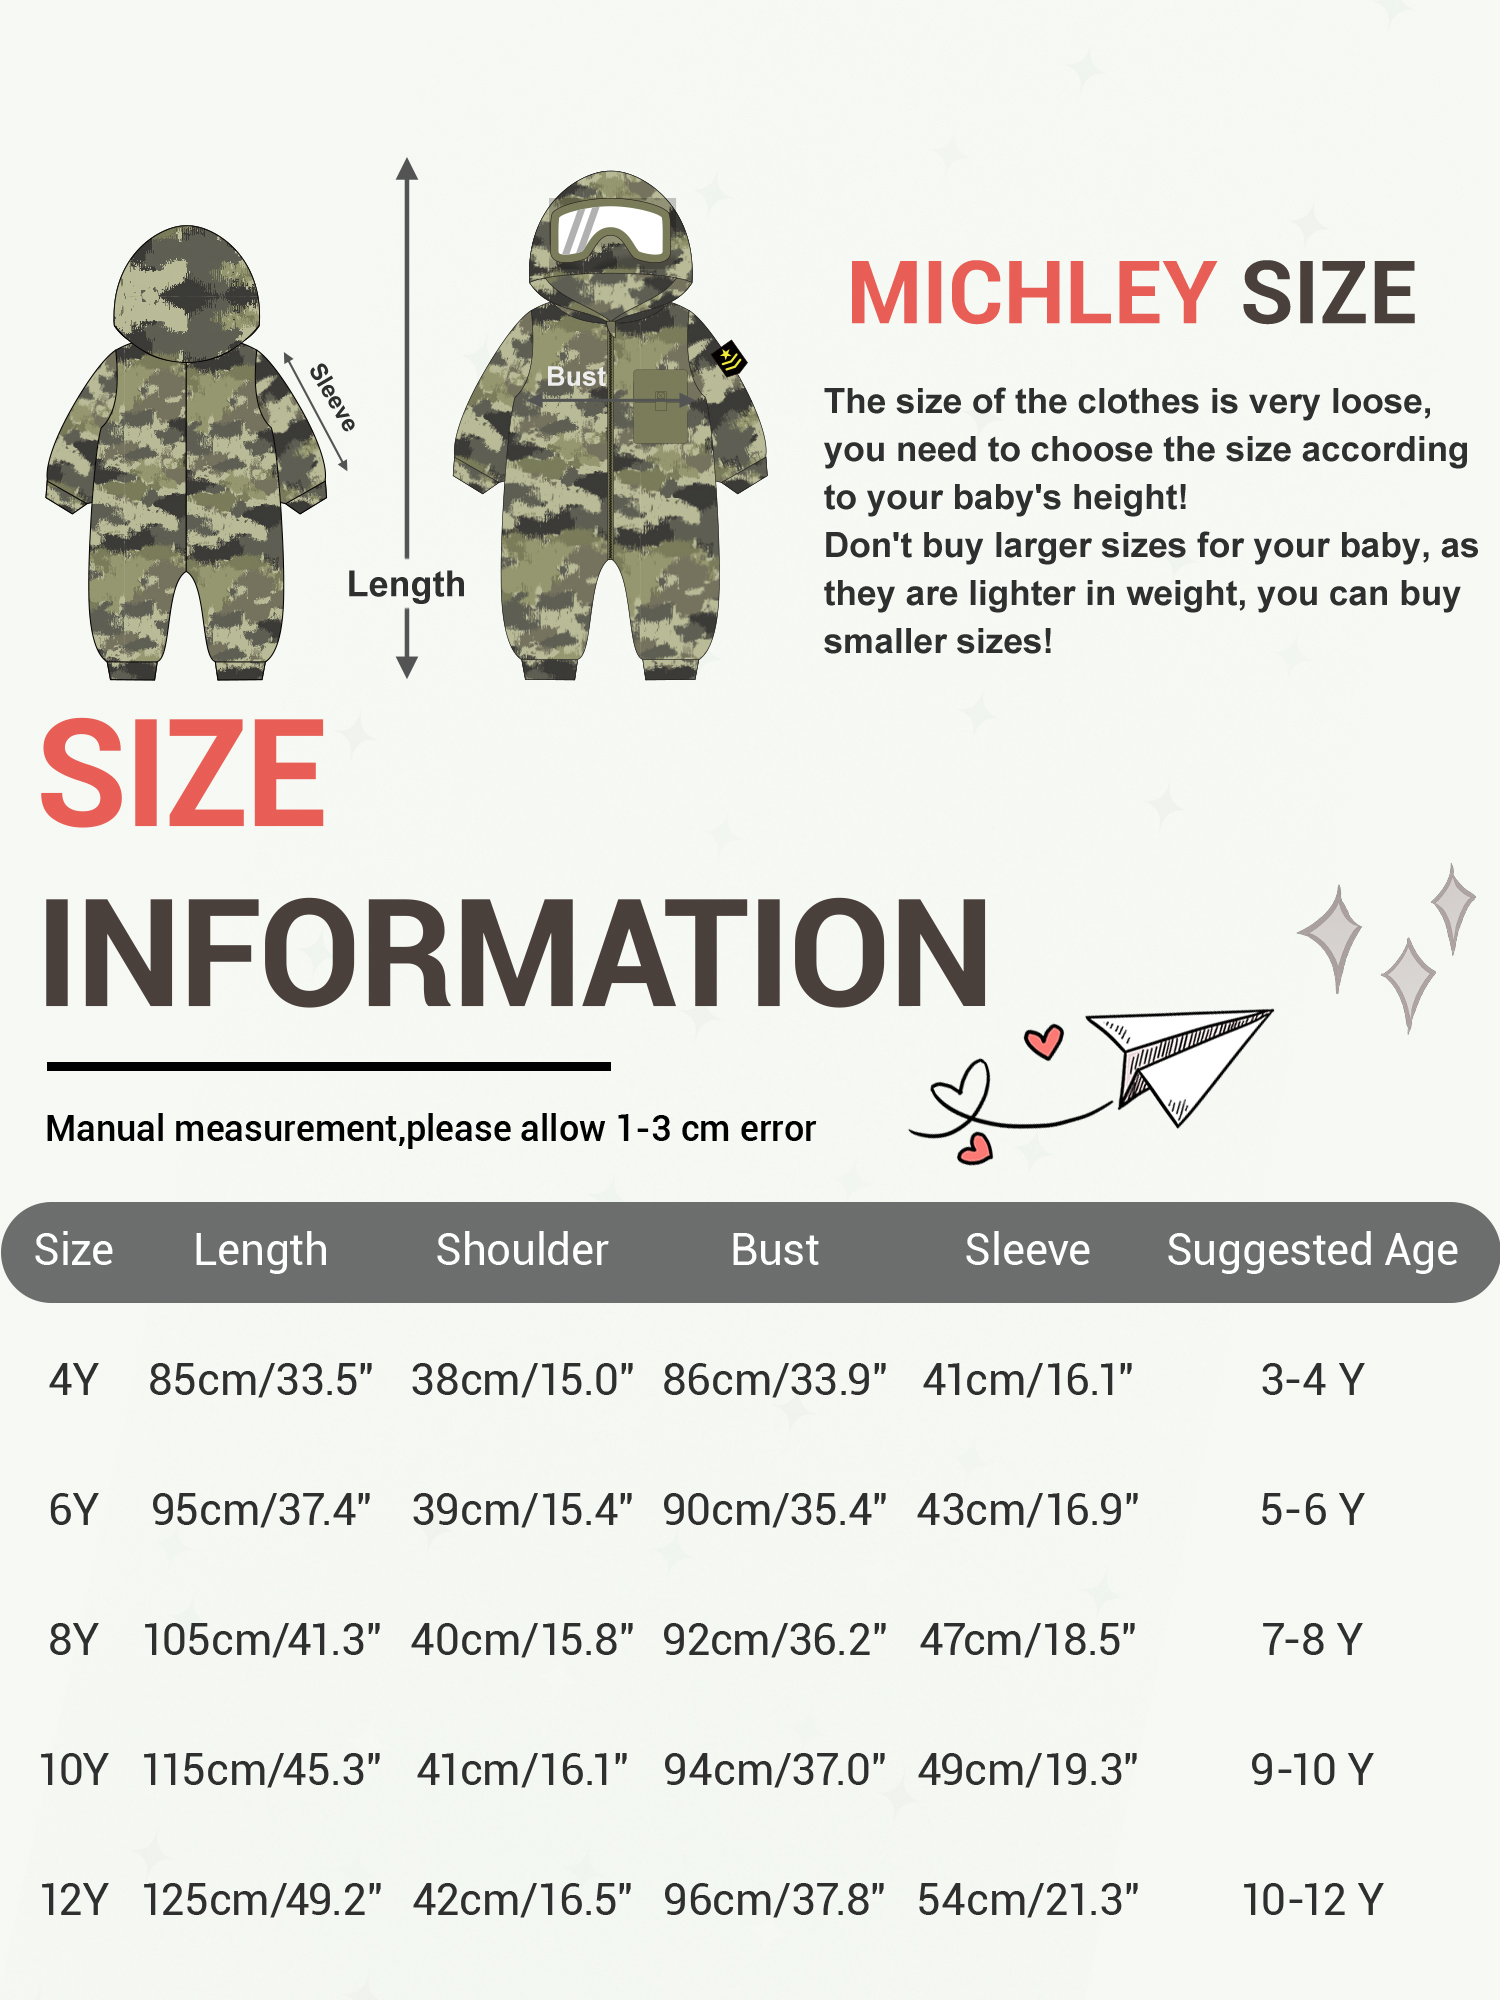 MICHLEY SIZE
The size of the clothes is very loose,
you need to choose the size according
to your baby's height!
Don't buy larger sizes for your baby, as
they are lighter in weight, you can buy
smaller sizes!
Sleeve
Bust
Length
SIZE
INFORMATION
Manual measurement,please allow 1-3 cm error
Size Length Shoulder Bust Sleeve Suggested Age
4Y 85cm/33.5" 38cm/15.0" 86cm/33.9" 41cm/16.1" 3-4 Y
6Y 95cm/37.4" 39cm/15.4" 90cm/35.4" 43cm/16.9" 5-6 Y
8Y 105cm/41.3" 40cm/15.8" 92cm/36.2" 47cm/18.5" 7-8 Y
10Y 115cm/45.3" 41cm/16.1" 94cm/37.0" 49cm/19.3" 9-10 Y
12Y 125cm/49.2" 42cm/16.5" 96cm/37.8" 54cm/21.3" 10-12 Y